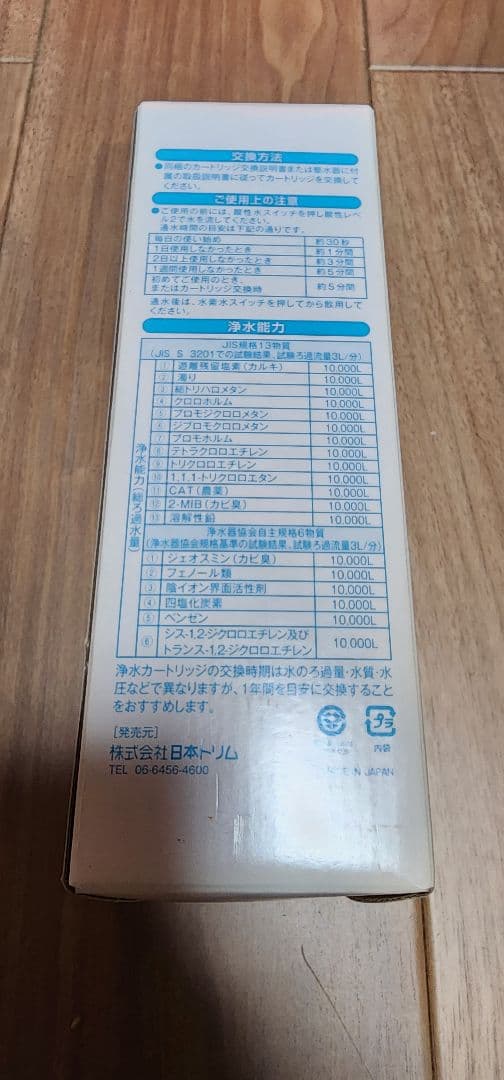 交換方法
●同梱のカートリッジ交換説明書または整水器に付
属の取扱説明書に従ってカートリッジを交換して
ください。
ご使用上の注意
●ご使用の前には、酸性水スイッチを押し酸性レベ
ル2で水を流してください。
通水時間の目安は下記の通りです。
毎日の使い始め 約30秒
1日使用しなかったとき 約1分間
2日以上使用しなかったとき 約3分間
1週間使用しなかったとき 約5分間
初めてご使用のとき、
またはカートリッジ交換時 約5分間
通水後は、水素水スイッチを押してから飲用して
ください。
浄水能力
浄水能力(総ろ過水量)
JIS規格13物質
(JIS S 3201での試験結果、試験ろ過流量3L/分)
① 遊離残留塩素(カルキ) 10,000L
② 濁り 10,000L
③ 総トリハロメタン 10,000L
④ クロロホルム 10,000L
⑤ ブロモジクロロメタン 10,000L
⑥ ジブロモクロロメタン 10,000L
⑦ ブロモホルム 10,000L
⑧ テトラクロロエチレン 10,000L
⑨ トリクロロエチレン 10,000L
⑩ 1,1,1-トリクロロエタン 10,000L
⑪ CAT(農薬) 10,000L
⑫ 2-MIB(カビ臭) 10,000L
⑬ 溶解性鉛 10,000L
浄水器協会自主規格6物質
(浄水器協会規格基準の試験結果、試験ろ過流量3L/分)
① ジェオスミン(カビ臭) 10,000L
② フェノール類 10,000L
③ 陰イオン界面活性剤 10,000L
④ 四塩化炭素 10,000L
⑤ ベンゼン 10,000L
⑥ シス-1,2-ジクロロエチレン及び
トランス-1,2-ジクロロエチレン 10,000L
浄水カートリッジの交換時期は水のろ過量・水質・水
圧などで異なりますが、1年間を目安に交換すること
をおすすめします。
[発売元]
株式会社日本トリム
TEL 06-6456-4600
プラ
内袋
MADE IN JAPAN